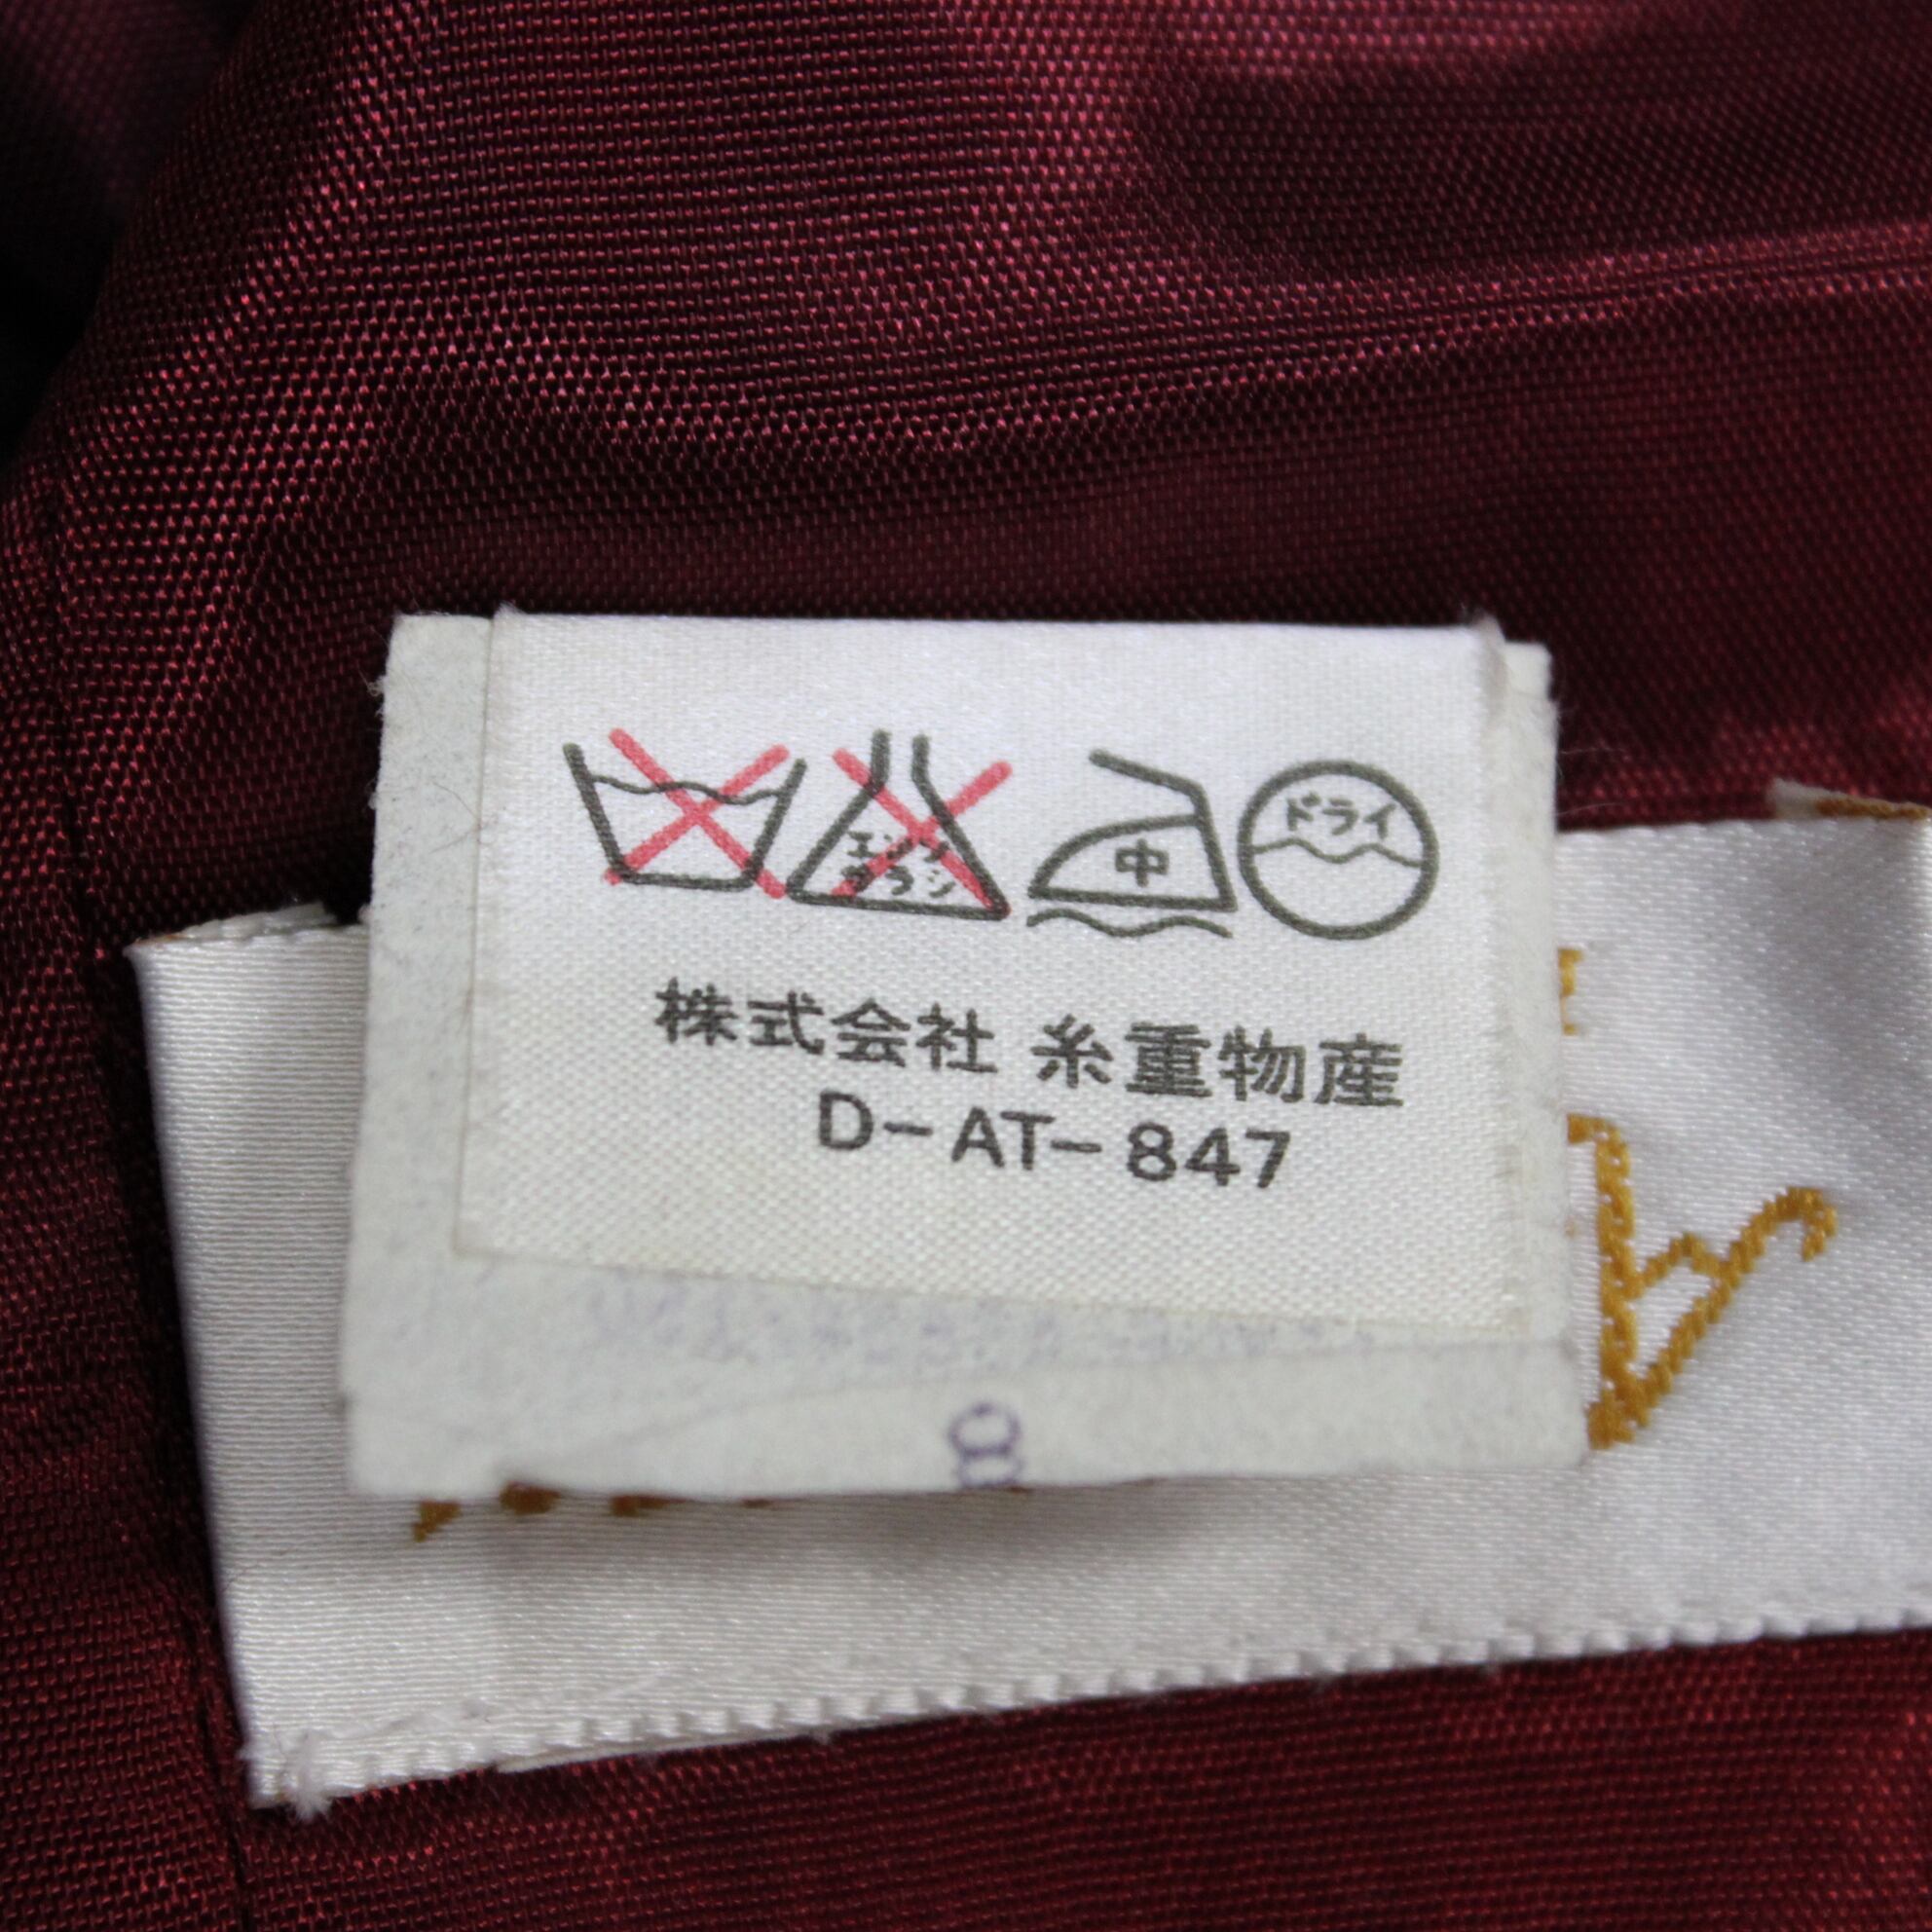 エンソ
サラシ
中
ドライ
株式会社 糸重物産
D-AT-847